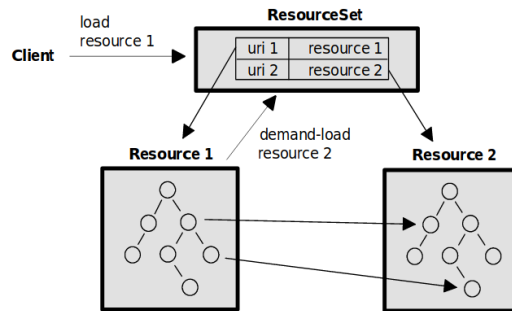 ResourceSet
load
resource 1
Client
uri 1 resource 1
uri 2 resource 2
demand-load
resource 2
Resource 1
Resource 2